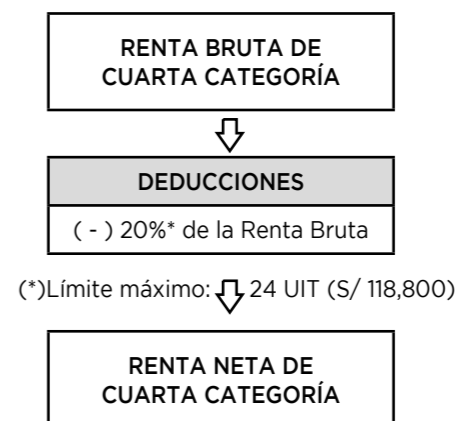 RENTA BRUTA DE
CUARTA CATEGORÍA
DEDUCCIONES
( - ) 20%* de la Renta Bruta
(*)Límite máximo: 24 UIT (S/ 118,800)
RENTA NETA DE
CUARTA CATEGORÍA